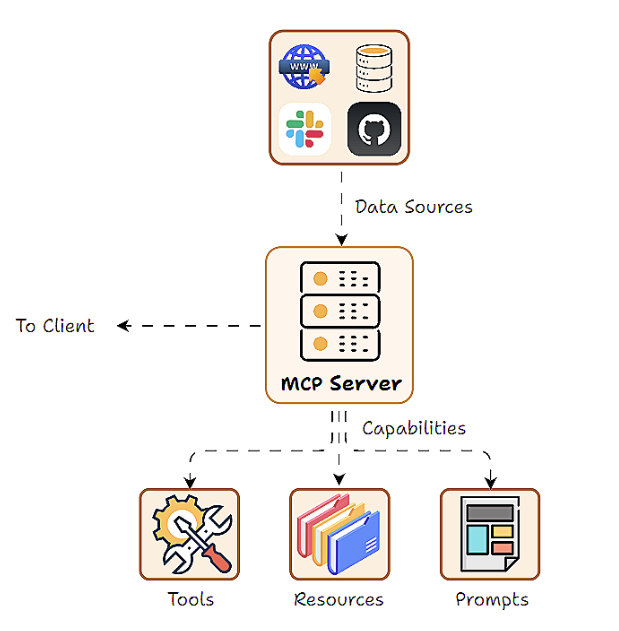 WWW
Data Sources
To Client
MCP Server
Capabilities
Tools
Resources
Prompts